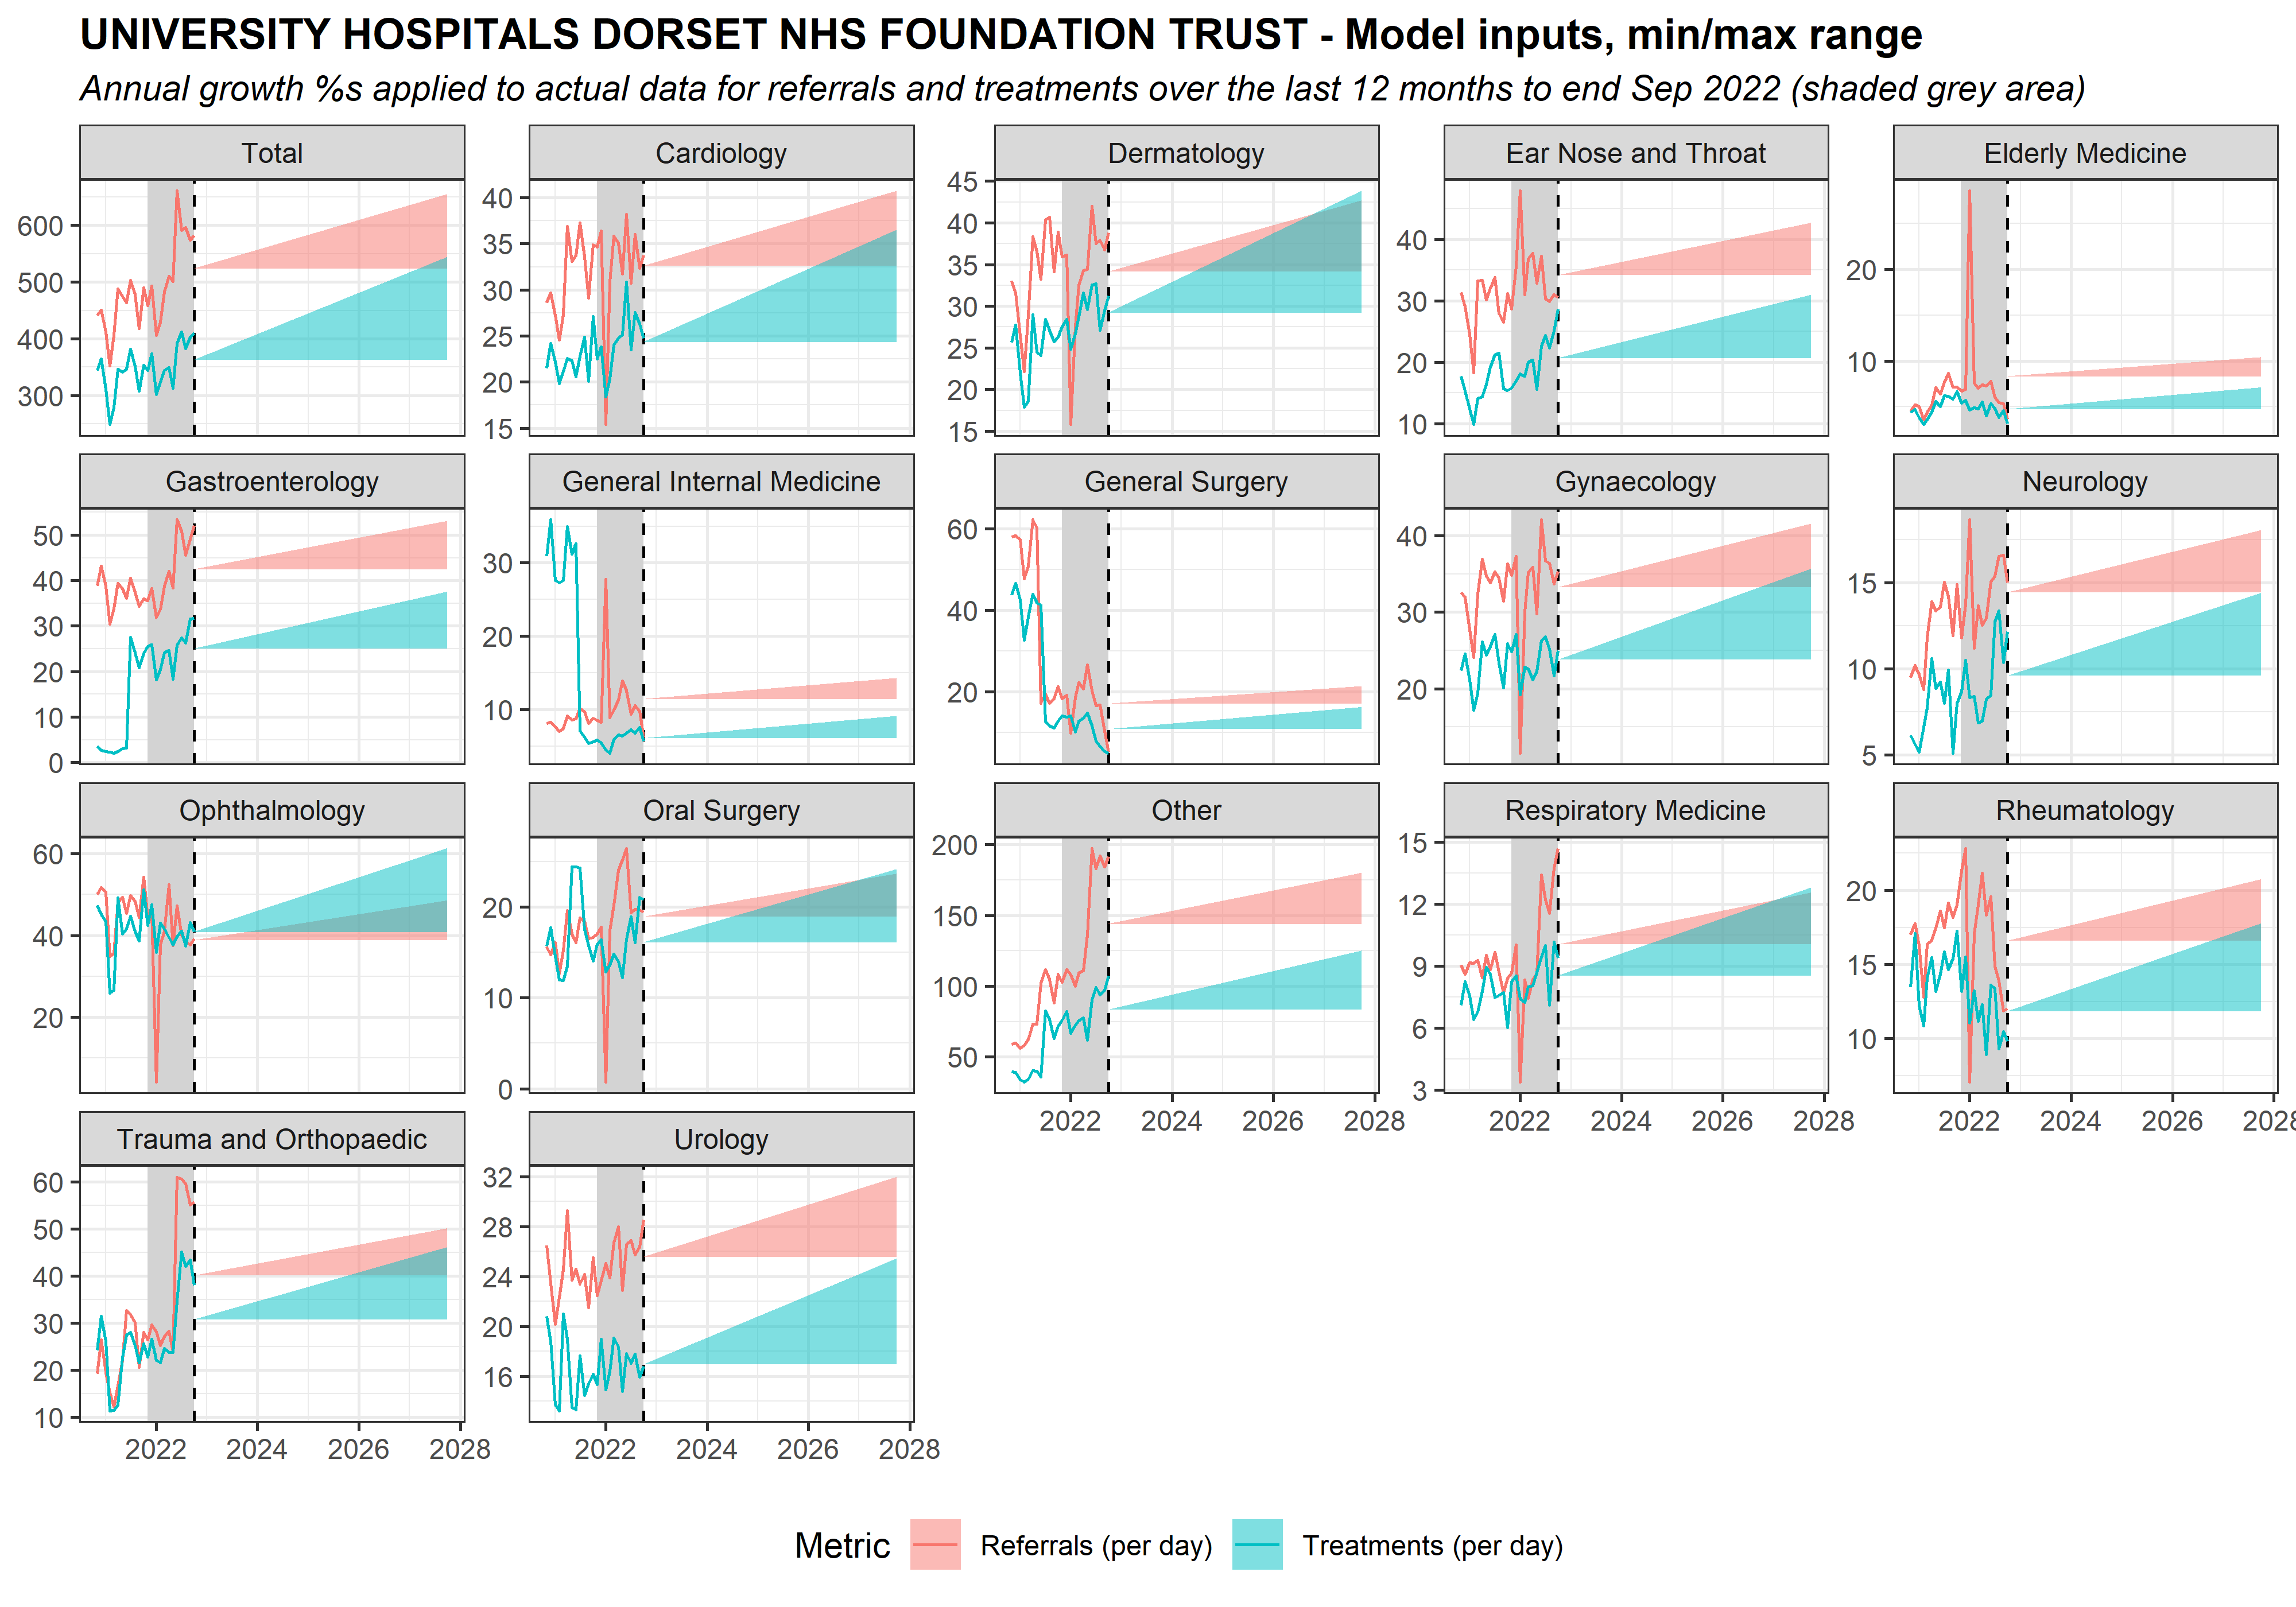 UNIVERSITY HOSPITALS DORSET NHS FOUNDATION TRUST - Model inputs, min/max range
Annual growth %s applied to actual data for referrals and treatments over the last 12 months to end Sep 2022 (shaded grey area)
Total
600
500
400
300
Cardiology
40
35
30
25
20
15
Dermatology
45
40
35
30
25
20
15
Ear Nose and Throat
40
30
20
10
Elderly Medicine
20
10
Gastroenterology
50
40
30
20
10
0
General Internal Medicine
30
20
10
General Surgery
60
40
20
Gynaecology
40
30
20
Neurology
15
10
5
Ophthalmology
60
40
20
Oral Surgery
20
10
0
Other
200
150
100
50
2022 2024 2026 2028
Respiratory Medicine
15
12
9
6
3
2022 2024 2026 2028
Rheumatology
20
15
10
2022 2024 2026 2028
Trauma and Orthopaedic
60
50
40
30
20
10
2022 2024 2026 2028
Urology
32
28
24
20
16
2022 2024 2026 2028
Metric Referrals (per day) Treatments (per day)